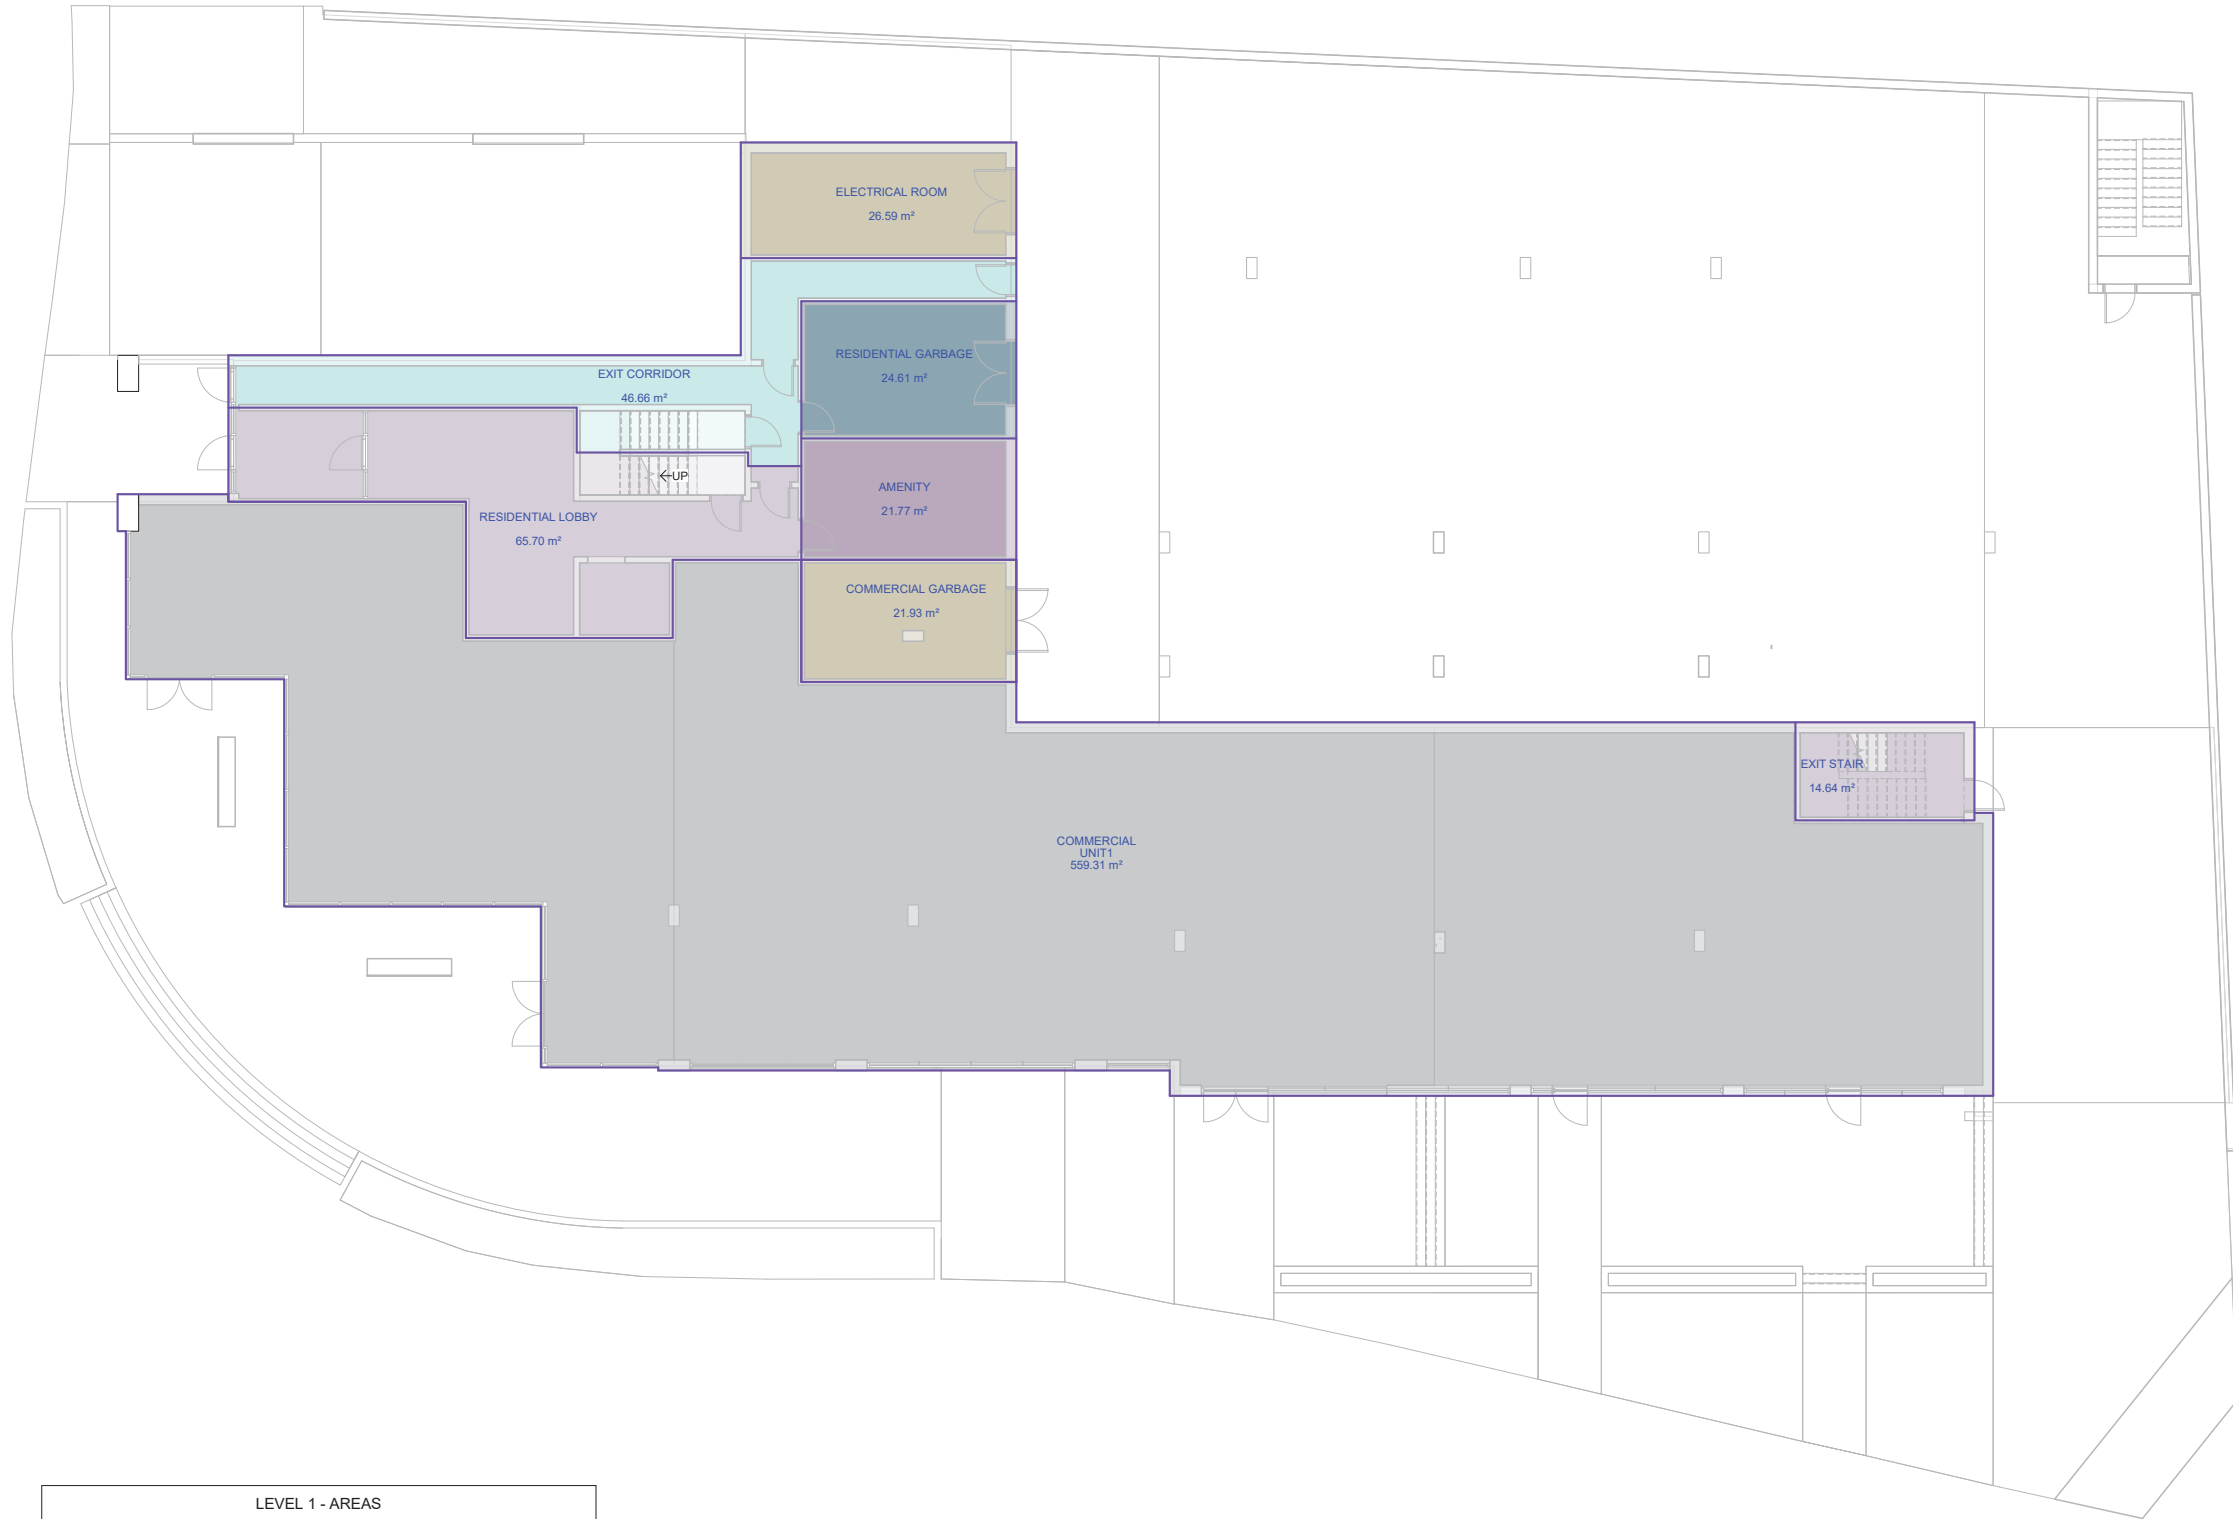 ELECTRICAL ROOM
26.59 m²
RESIDENTIAL GARBAGE
24.61 m²
EXIT CORRIDOR
46.66 m²
UP
AMENITY
21.77 m²
RESIDENTIAL LOBBY
65.70 m²
COMMERCIAL GARBAGE
21.93 m²
EXIT STAIR
14.64 m²
COMMERCIAL
UNIT1
559.31 m²
LEVEL 1 - AREAS